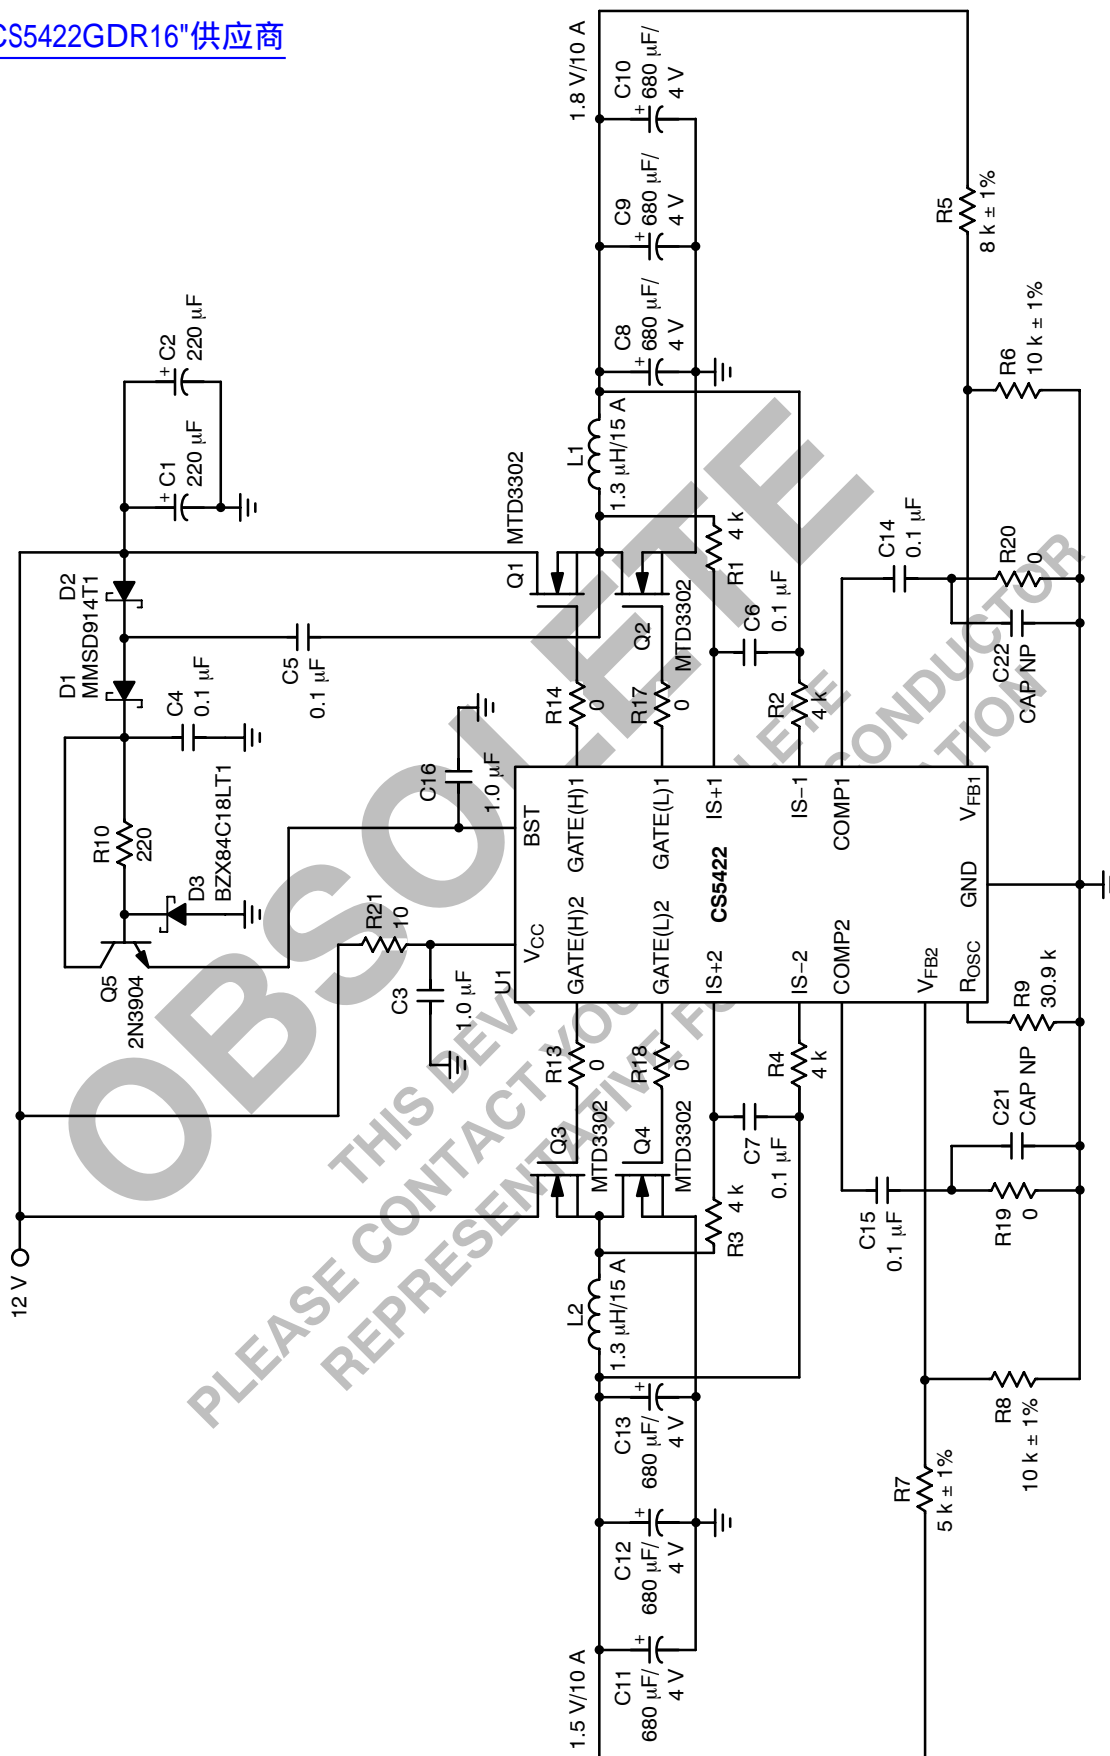 CS5422GDR16"供应商
12 V
Q5
2N3904
R10
220
D3
BZX84C18LT1
D1
MMSD914T1
D2
C4
0.1 μF
C1
220 μF
C2
220 μF
C5
0.1 μF
C16
1.0 μF
R21
10
C3
1.0 μF
U1
VCC
BST
GATE(H)2
GATE(H)1
GATE(L)2
GATE(L)1
CS5422
IS+2
IS+1
IS−2
IS−1
COMP2
COMP1
VFB2
VFB1
ROSC
GND
R13
0
R18
0
Q3
MTD3302
Q4
MTD3302
R14
0
R17
0
Q1
MTD3302
Q2
MTD3302
L2
1.3 μH/15 A
L1
1.3 μH/15 A
R3
4 k
C7
0.1 μF
R4
4 k
R1
4 k
C6
0.1 μF
R2
4 k
1.5 V/10 A
C11
680 μF/
4 V
C12
680 μF/
4 V
C13
680 μF/
4 V
C8
680 μF/
4 V
C9
680 μF/
4 V
C10
680 μF/
4 V
1.8 V/10 A
C15
0.1 μF
R19
0
C21
CAP NP
R9
30.9 k
R7
5 k ± 1%
R8
10 k ± 1%
C14
0.1 μF
C22
CAP NP
R20
0
R6
10 k ± 1%
R5
8 k ± 1%
OBSOLETE
THIS DEVI
LETE
PLEASE CONTACT YOU
CONDUCTOR
REPRESENTATIVE FO
ATION